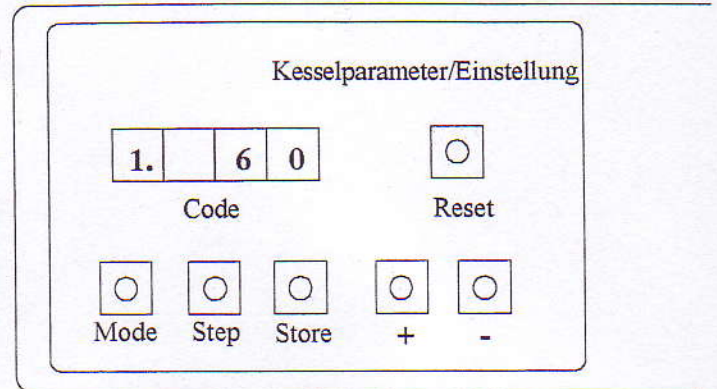 Kesselparameter/Einstellung
1. 6 0
Code
Reset
Mode Step Store + -